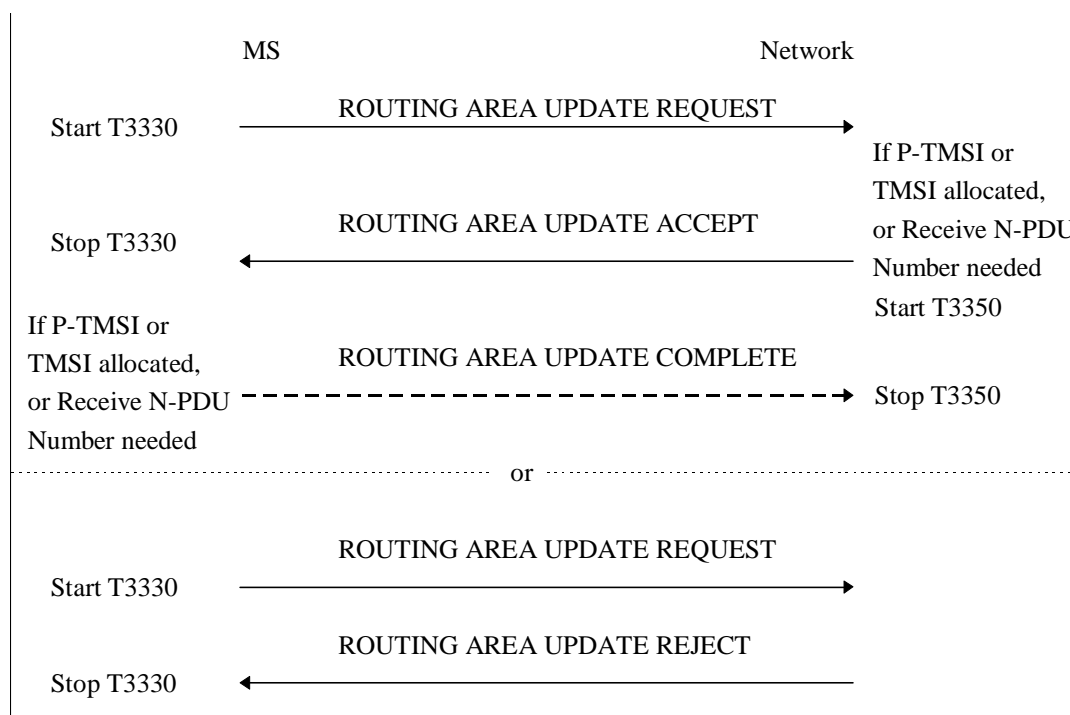 MS
Network
ROUTING AREA UPDATE REQUEST
Start T3330
If P-TMSI or
TMSI allocated,
or Receive N-PDU
Number needed
Start T3350
ROUTING AREA UPDATE ACCEPT
Stop T3330
If P-TMSI or
TMSI allocated,
or Receive N-PDU
Number needed
ROUTING AREA UPDATE COMPLETE
Stop T3350
or
ROUTING AREA UPDATE REQUEST
Start T3330
ROUTING AREA UPDATE REJECT
Stop T3330